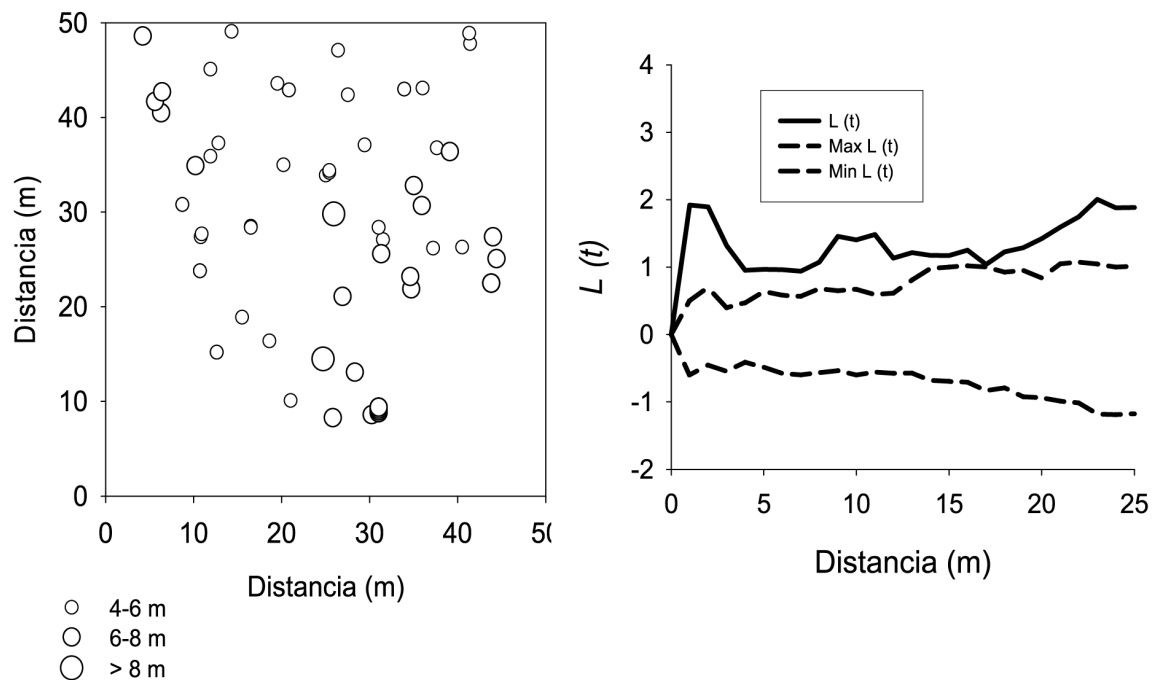 50
40
30
20
10
0
Distancia (m)
0 10 20 30 40 50
Distancia (m)
4-6 m
6-8 m
> 8 m
4
3
2
1
0
-1
-2
L (t)
L (t)
Max L (t)
Min L (t)
0 5 10 15 20 25
Distancia (m)